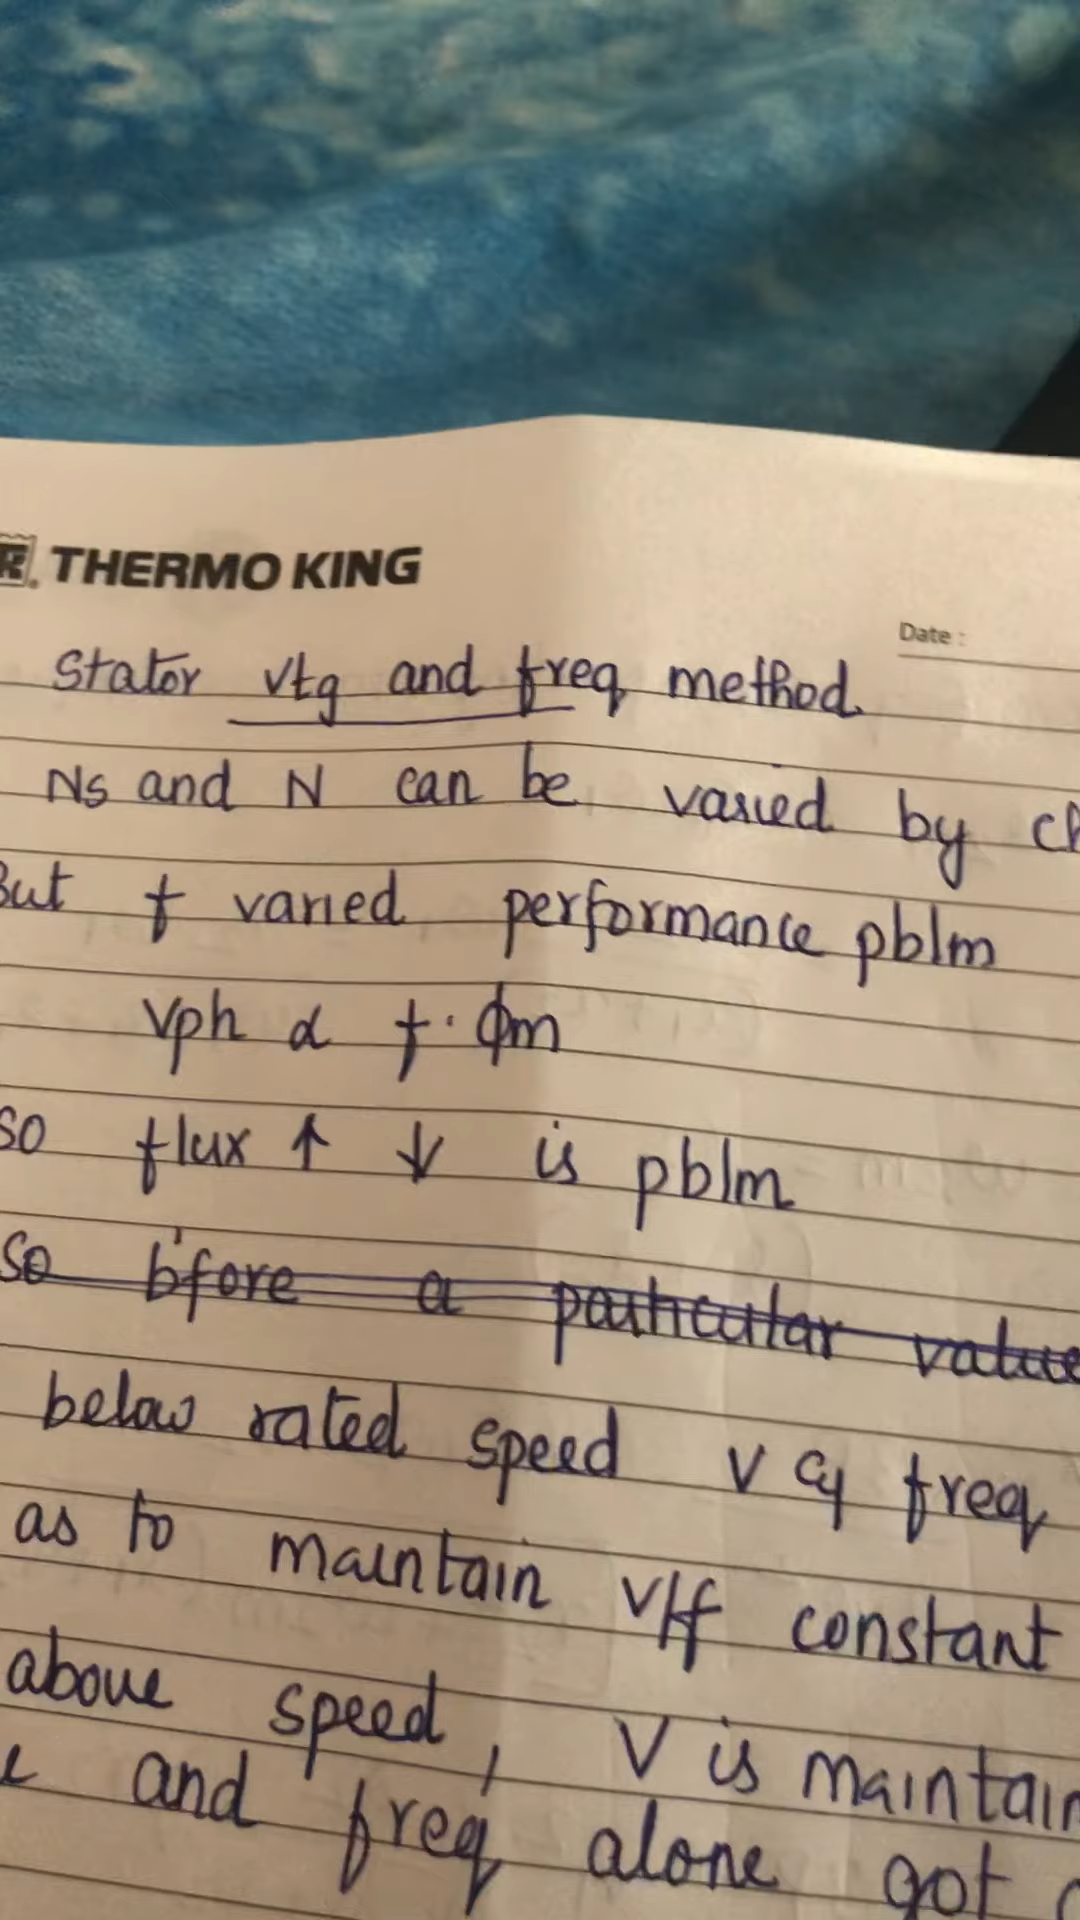 THERMO KING
Date :
Stator vtg and freq method.
Ns and N can be varied by
But f varied performance pblm
Vph α f. ϕm
so flux ↑ ↓ is pblm
So b'fore a particular value
below rated speed V freq
as to maintain V/f constant
above speed, V is maintain
and freq alone got